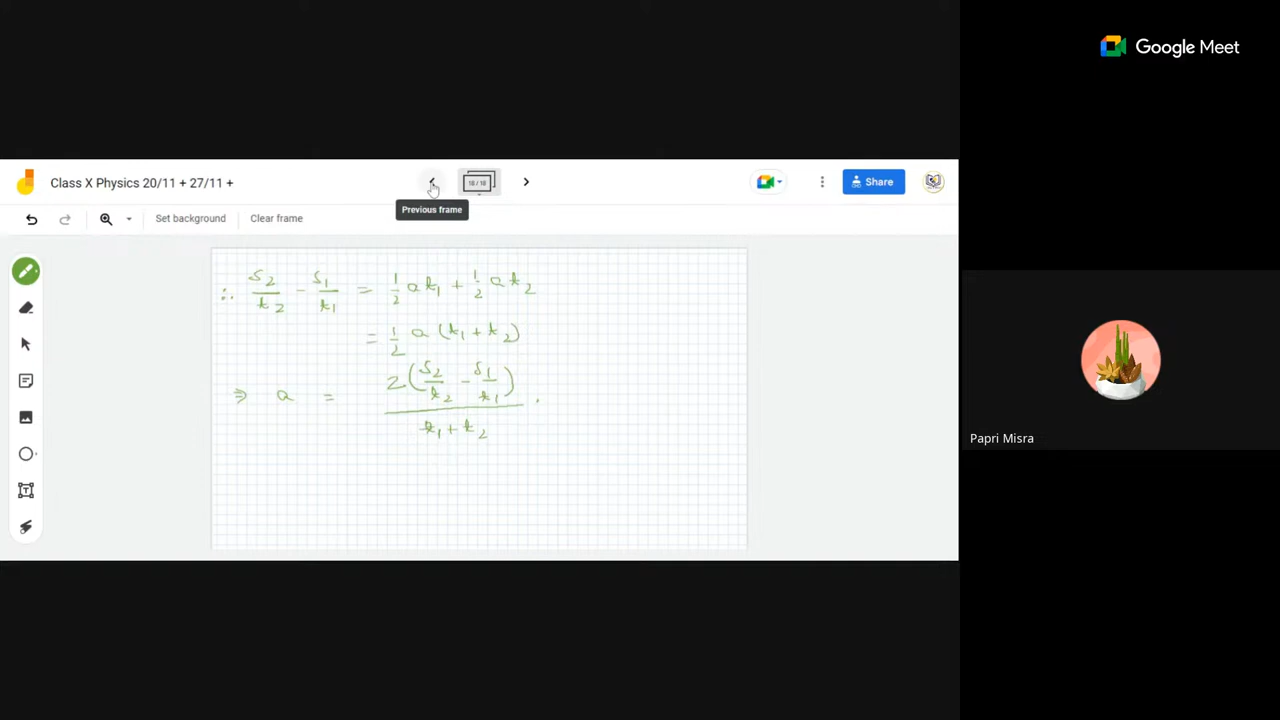 Google Meet
Class X Physics 20/11 + 27/11 +
18 / 18
Share
Previous frame
Set background
Clear frame
∴ S₂/t₂ - S₁/t₁ = 1/2 at₁ + 1/2 at₂
= 1/2 a (t₁ + t₂)
⇒ a = 2(S₂/t₂ - S₁/t₁) / t₁ + t₂ .
Papri Misra